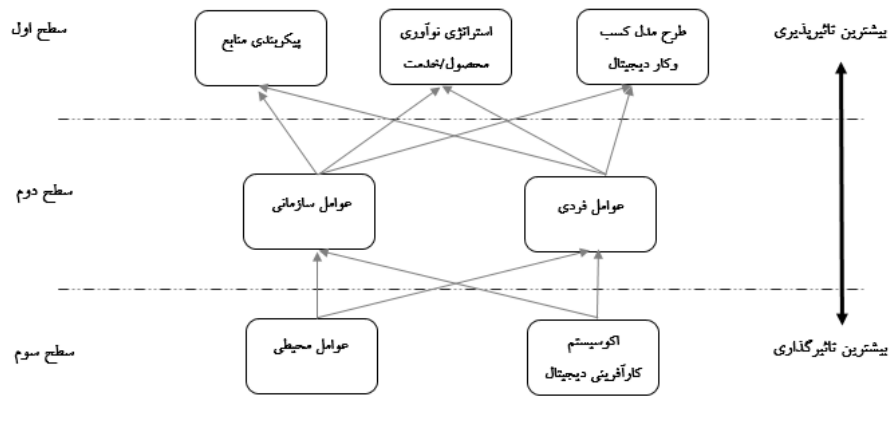 سطح اول
بیشترین تاثیرپذیری
طرح مدل کسب
وکار دیجیتال
استراتژی نوآوری
محصول/خدمت
پیکربندی منابع
سطح دوم
عوامل فردی
عوامل سازمانی
سطح سوم
بیشترین تاثیرگذاری
اکوسیستم
کارآفرینی دیجیتال
عوامل محیطی